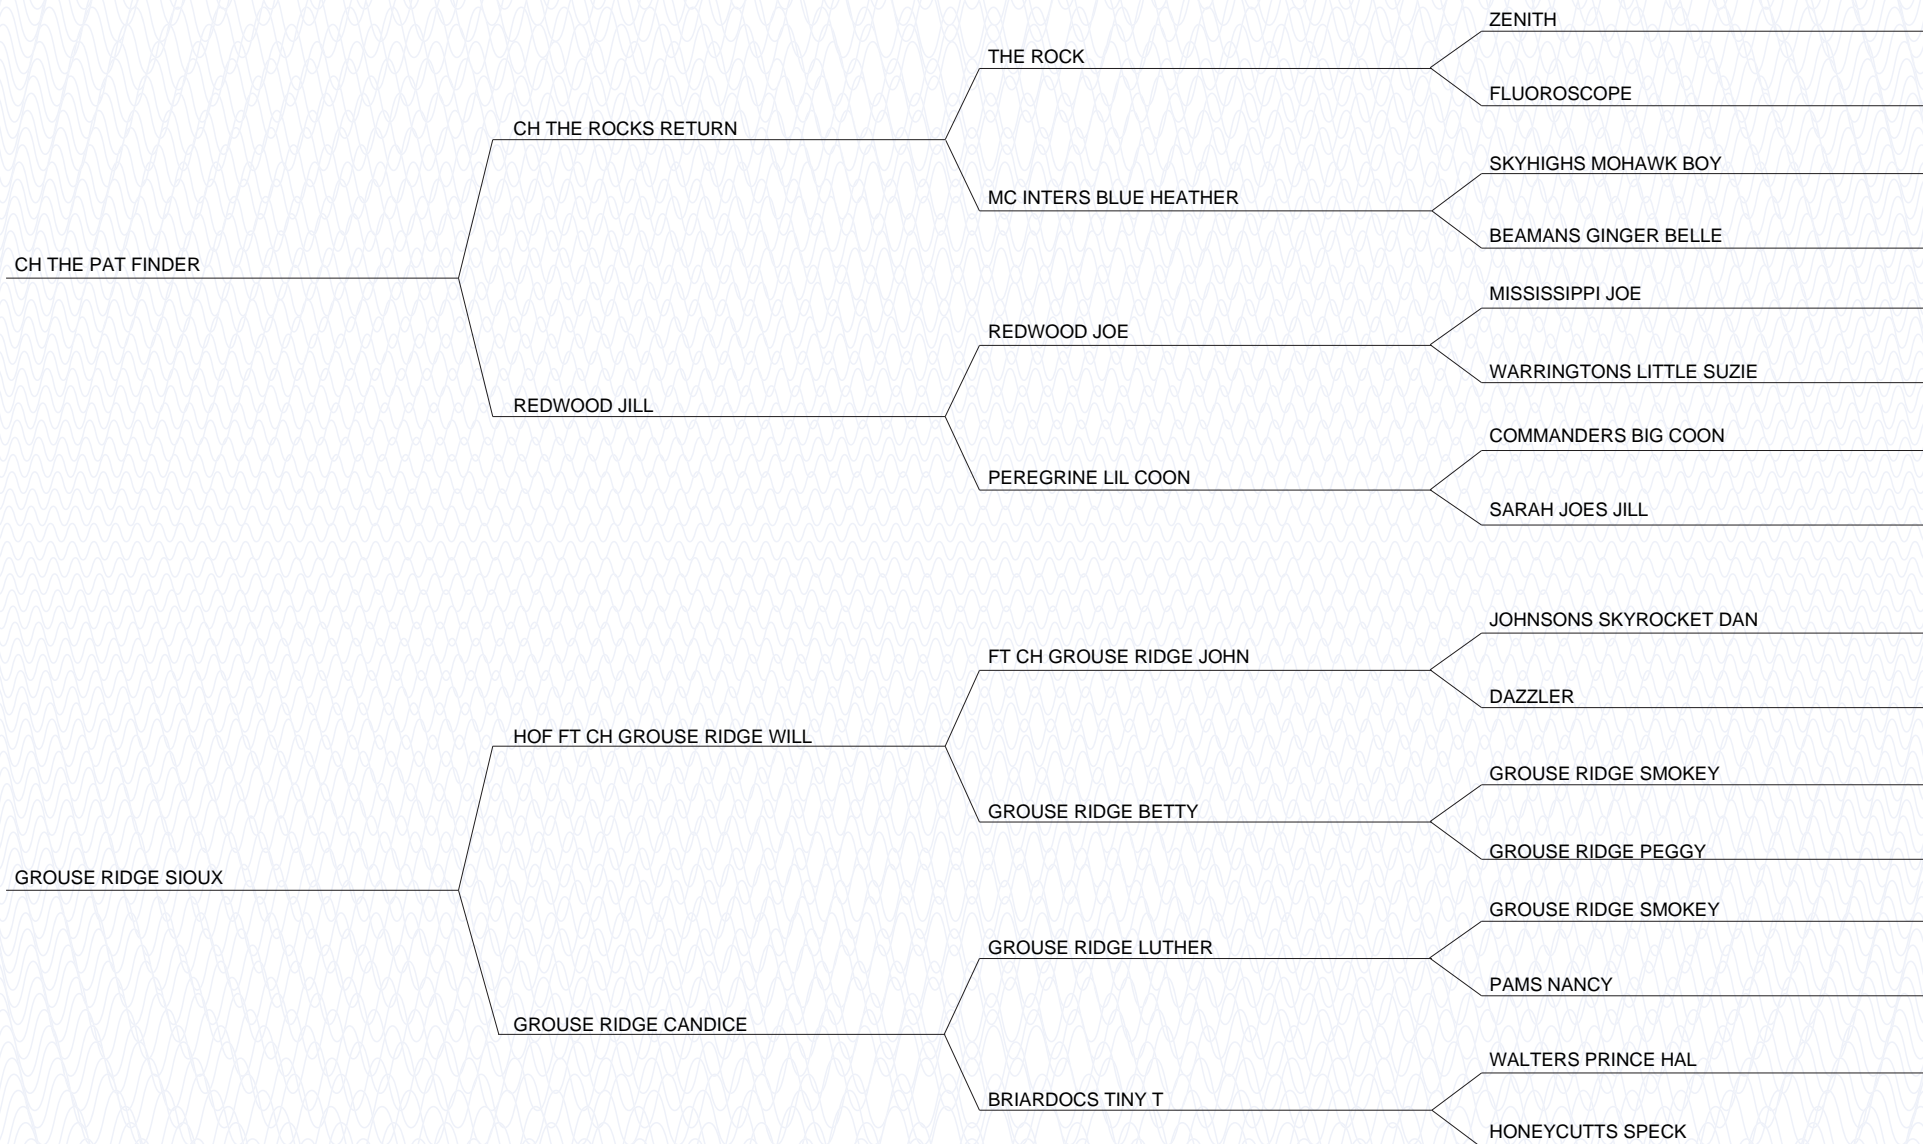 ZENITH
THE ROCK
FLUOROSCOPE
CH THE ROCKS RETURN
SKYHIGHS MOHAWK BOY
MC INTERS BLUE HEATHER
BEAMANS GINGER BELLE
CH THE PAT FINDER
MISSISSIPPI JOE
REDWOOD JOE
WARRINGTONS LITTLE SUZIE
REDWOOD JILL
COMMANDERS BIG COON
PEREGRINE LIL COON
SARAH JOES JILL
JOHNSONS SKYROCKET DAN
FT CH GROUSE RIDGE JOHN
DAZZLER
HOF FT CH GROUSE RIDGE WILL
GROUSE RIDGE SMOKEY
GROUSE RIDGE BETTY
GROUSE RIDGE PEGGY
GROUSE RIDGE SIOUX
GROUSE RIDGE SMOKEY
GROUSE RIDGE LUTHER
PAMS NANCY
GROUSE RIDGE CANDICE
WALTERS PRINCE HAL
BRIARDOCS TINY T
HONEYCUTTS SPECK